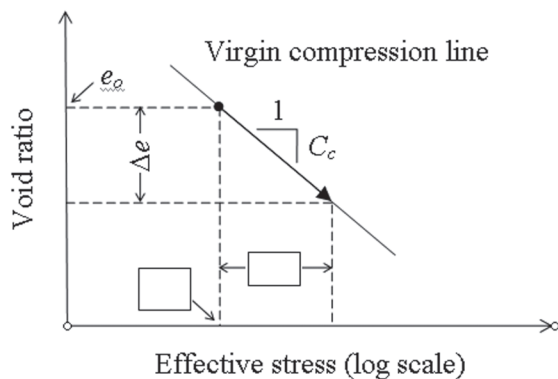 Virgin compression line
e_o
1
C_c
Δe
Void ratio
Effective stress (log scale)